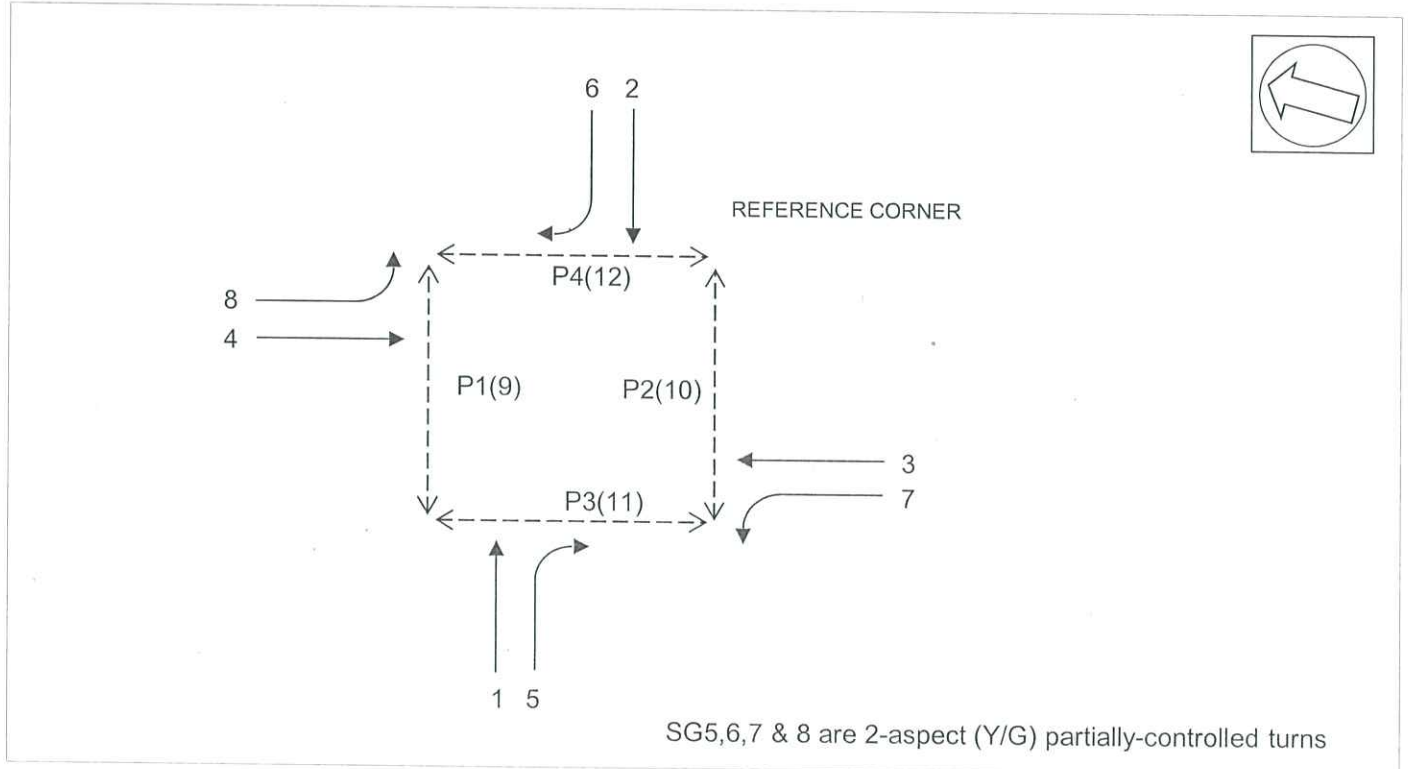 6 2
REFERENCE CORNER
P4(12)
8
4
P1(9)
P2(10)
3
7
P3(11)
1 5
SG5,6,7 & 8 are 2-aspect (Y/G) partially-controlled turns